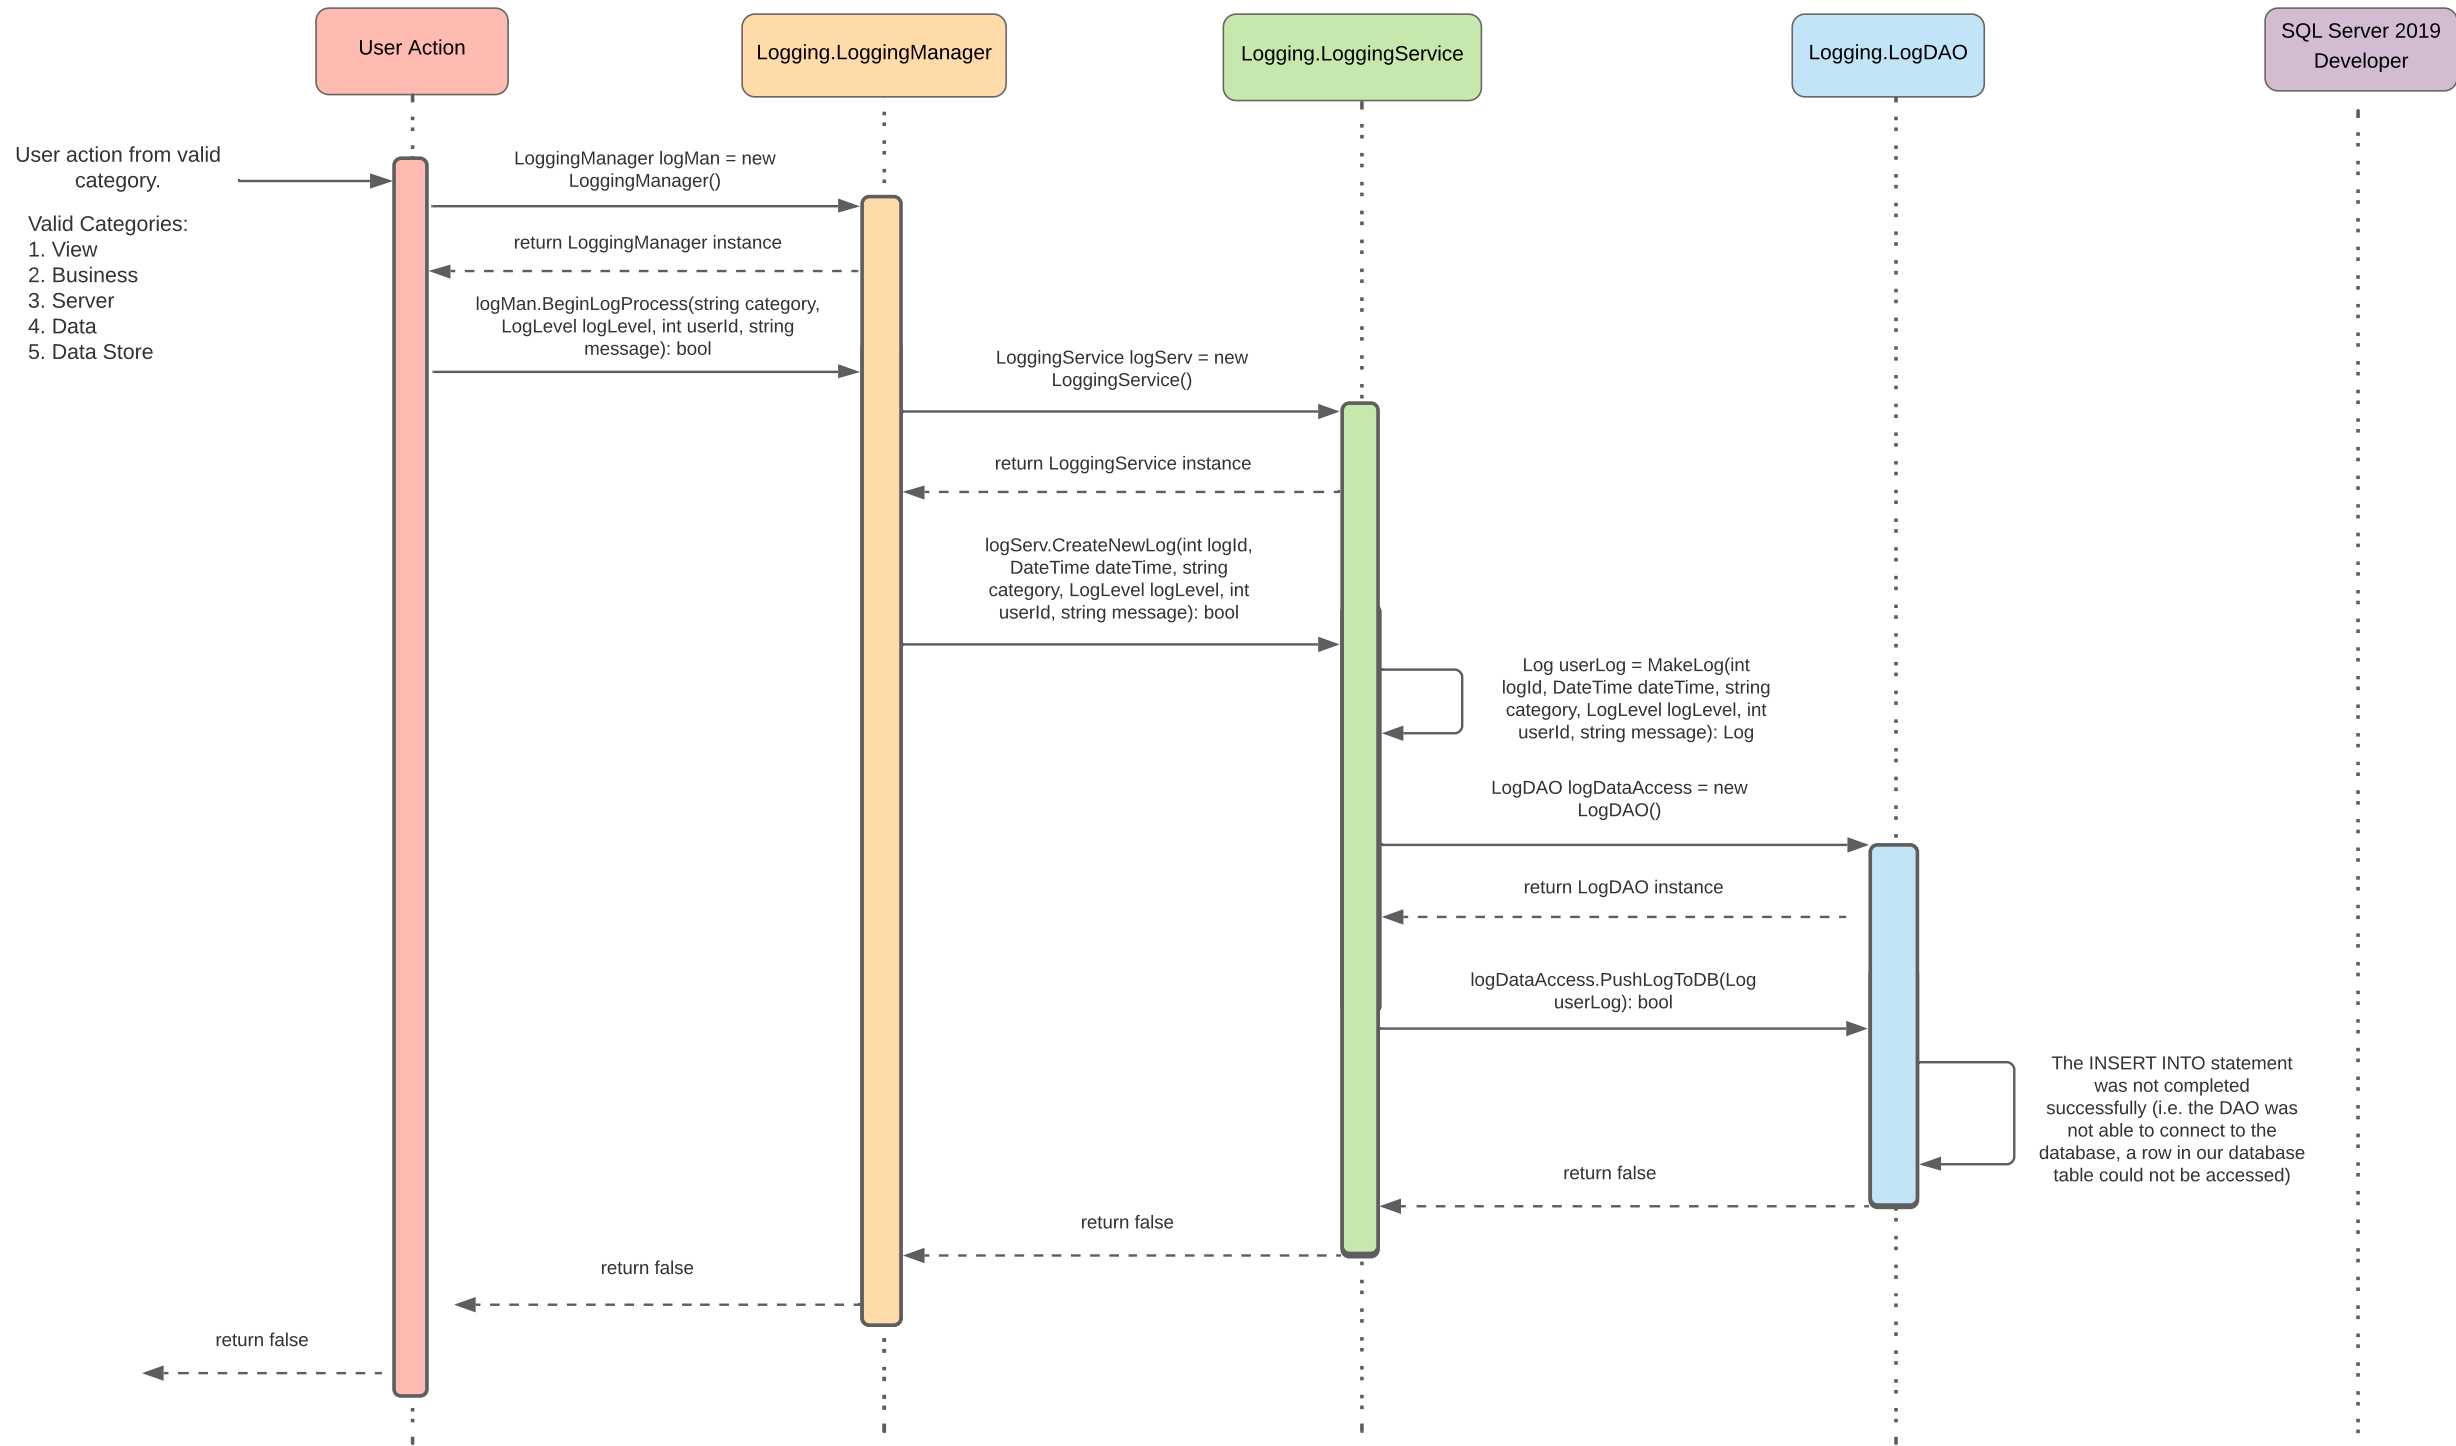 User Action
Logging.LoggingManager
Logging.LoggingService
Logging.LogDAO
SQL Server 2019
Developer
User action from valid
category.
Valid Categories:
1. View
2. Business
3. Server
4. Data
5. Data Store
LoggingManager logMan = new
LoggingManager()
return LoggingManager instance
logMan.BeginLogProcess(string category,
LogLevel logLevel, int userId, string
message): bool
LoggingService logServ = new
LoggingService()
return LoggingService instance
logServ.CreateNewLog(int logId,
DateTime dateTime, string
category, LogLevel logLevel, int
userId, string message): bool
Log userLog = MakeLog(int
logId, DateTime dateTime, string
category, LogLevel logLevel, int
userId, string message): Log
LogDAO logDataAccess = new
LogDAO()
return LogDAO instance
logDataAccess.PushLogToDB(Log
userLog): bool
The INSERT INTO statement
was not completed
successfully (i.e. the DAO was
not able to connect to the
database, a row in our database
table could not be accessed)
return false
return false
return false
return false